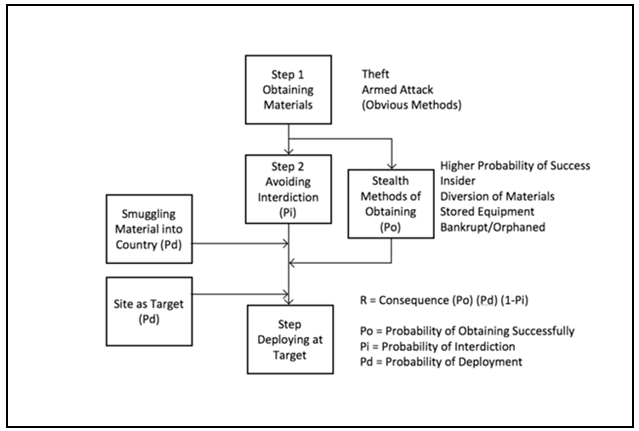 Step 1
Obtaining
Materials
Theft
Armed Attack
(Obvious Methods)
Step 2
Avoiding
Interdiction
(Pi)
Stealth
Methods of
Obtaining
(Po)
Higher Probability of Success
Insider
Diversion of Materials
Stored Equipment
Bankrupt/Orphaned
Smuggling
Material into
Country (Pd)
Site as Target
(Pd)
Step
Deploying at
Target
R = Consequence (Po) (Pd) (1-Pi)
Po = Probability of Obtaining Successfully
Pi = Probability of Interdiction
Pd = Probability of Deployment